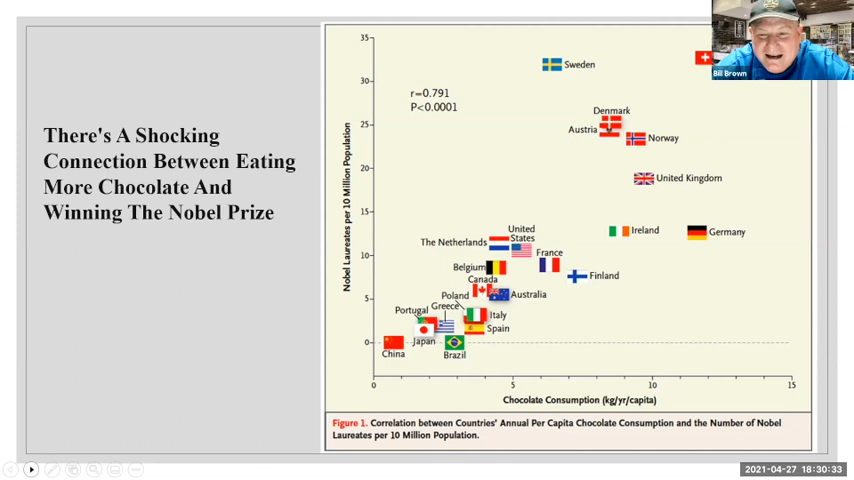 There's A Shocking
Connection Between Eating
More Chocolate And
Winning The Nobel Prize
35
30
25
20
15
10
5
0
Nobel Laureates per 10 Million Population
r=0.791
P<0.0001
Sweden
Denmark
Austria
Norway
United Kingdom
Ireland
Germany
United
States
The Netherlands
France
Belgium
Finland
Canada
Australia
Poland
Greece
Portugal
Italy
Spain
Japan
China
Brazil
0
5
10
15
Chocolate Consumption (kg/yr/capita)
Figure 1. Correlation between Countries' Annual Per Capita Chocolate Consumption and the Number of Nobel
Laureates per 10 Million Population.
Bill Brown
2021-04-27 18:30:33